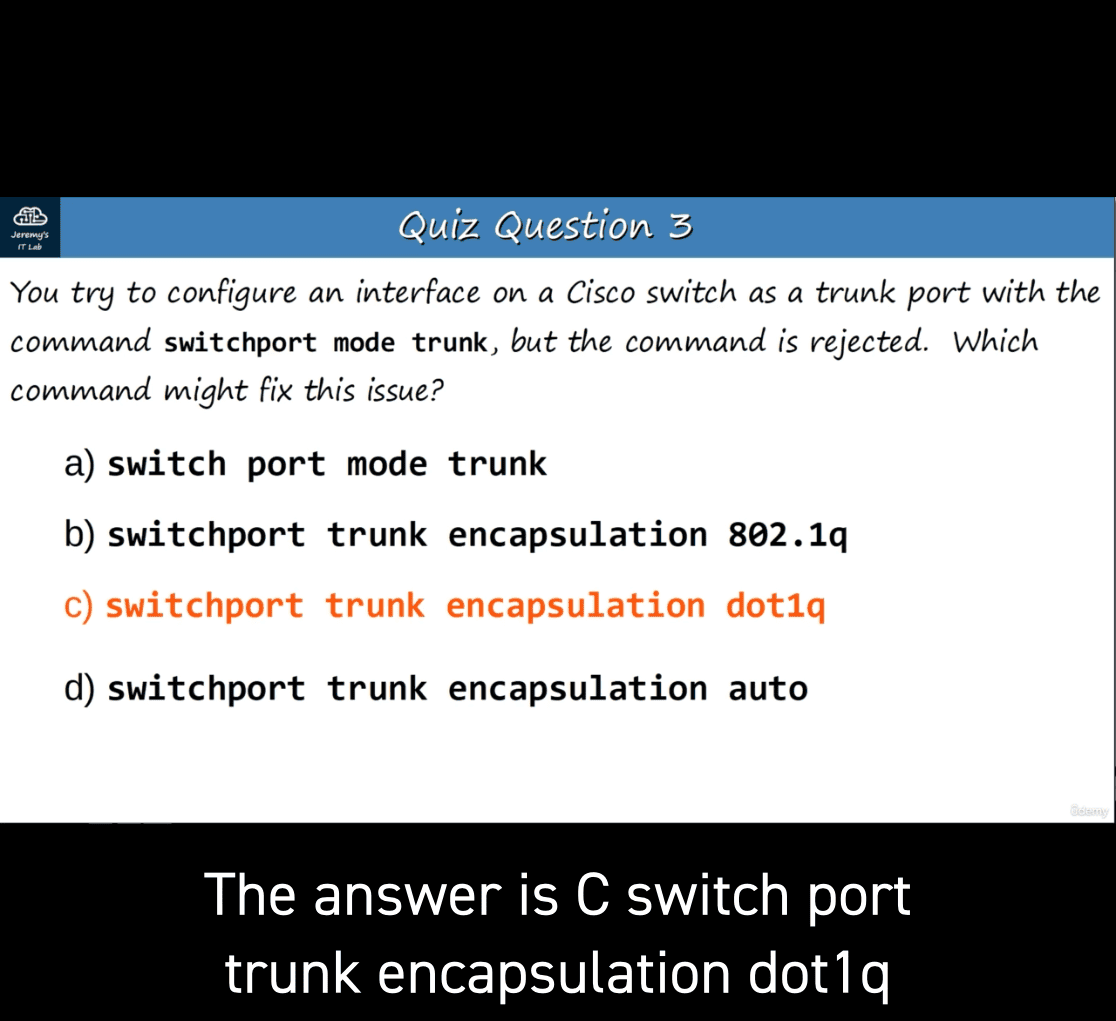 Jeremy's
IT Lab
Quiz Question 3
You try to configure an interface on a Cisco switch as a trunk port with the
command switchport mode trunk, but the command is rejected. Which
command might fix this issue?
a) switch port mode trunk
b) switchport trunk encapsulation 802.1q
c) switchport trunk encapsulation dot1q
d) switchport trunk encapsulation auto
ûdemy
The answer is C switch port
trunk encapsulation dot1q